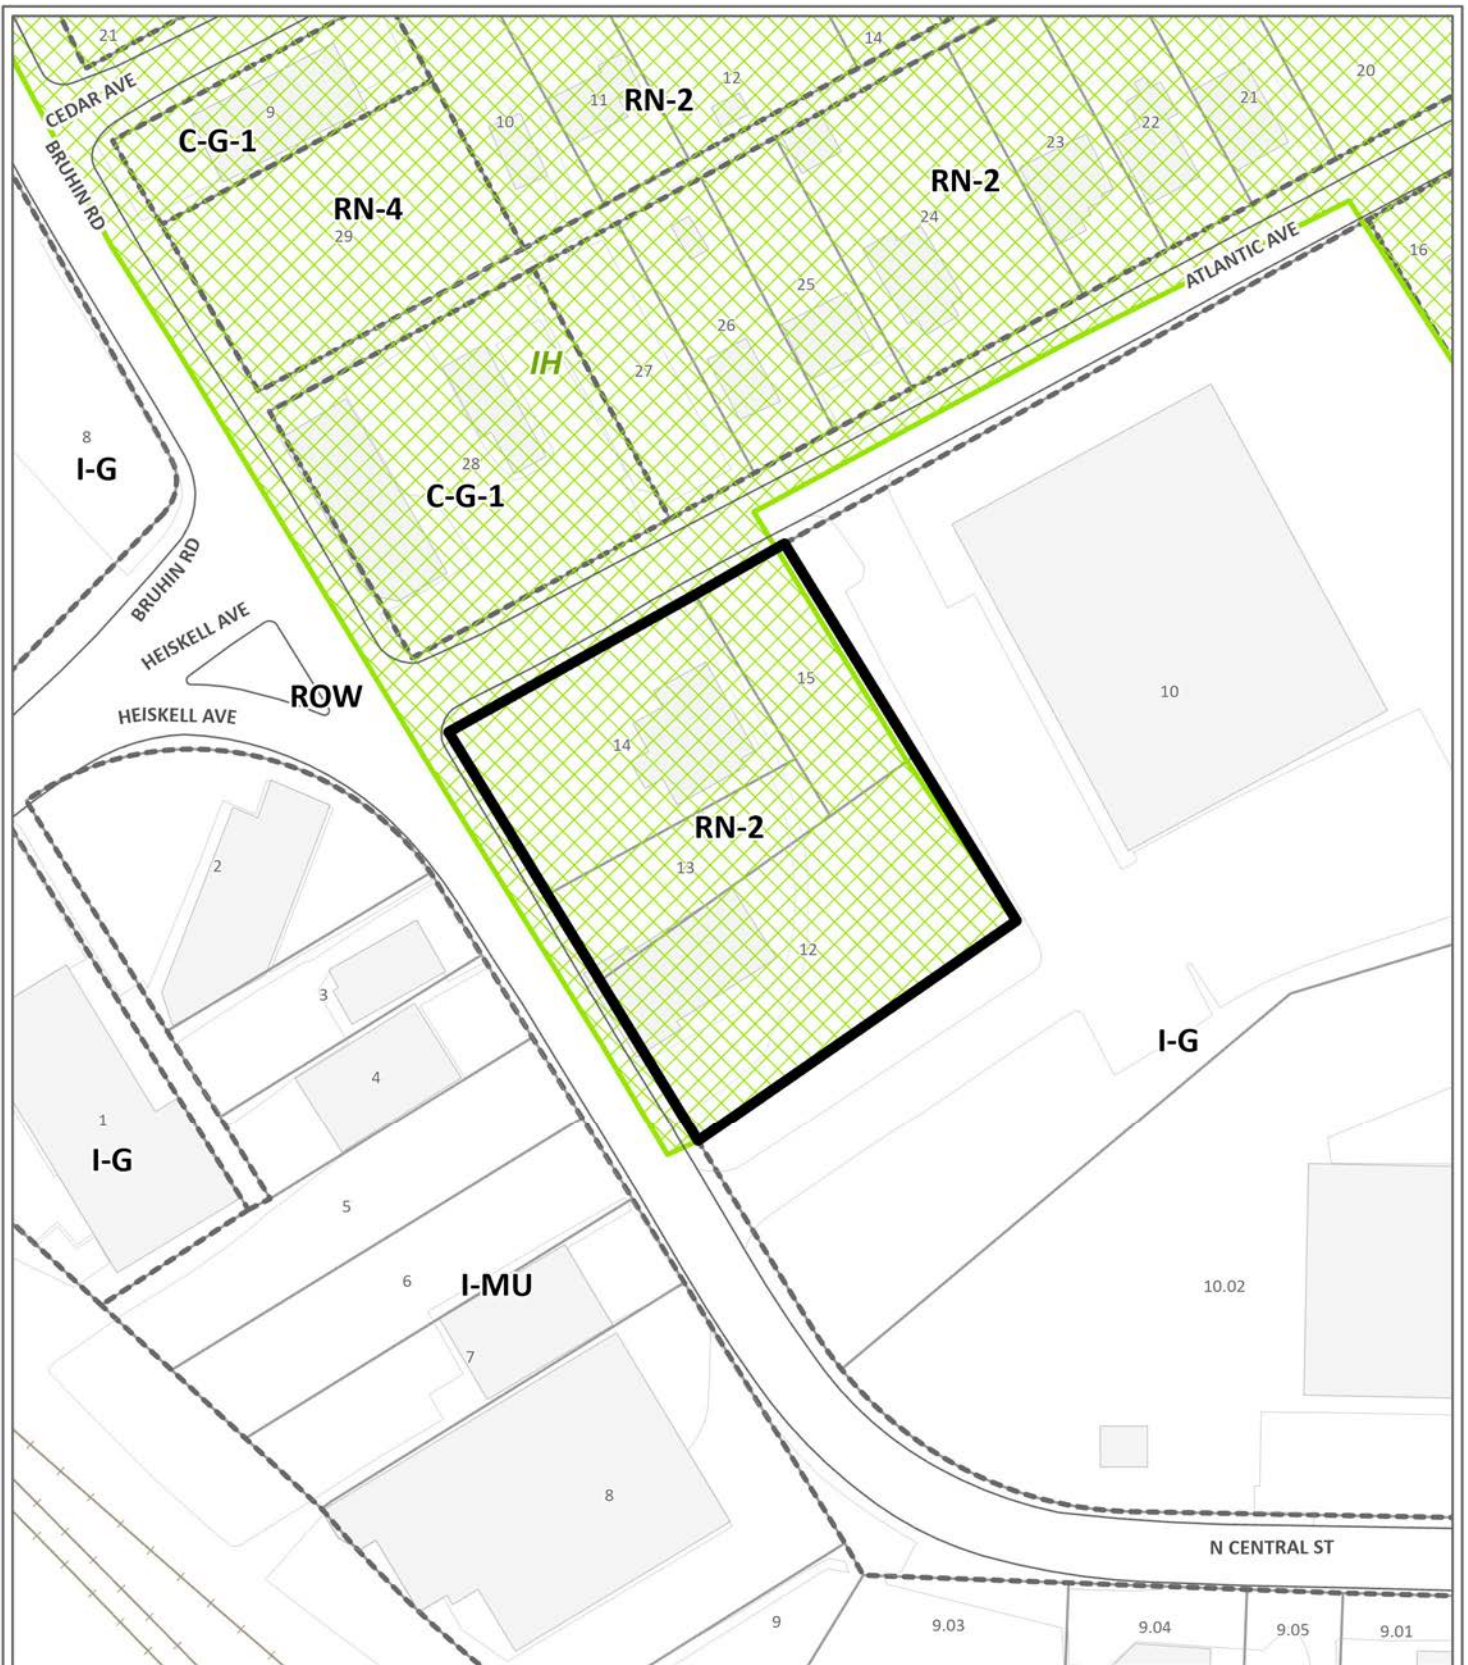 21
14
20
CEDAR AVE
9
C-G-1
10
11
12
RN-2
23
22
21
BRUHIN RD
RN-4
29
RN-2
24
ATLANTIC AVE
16
25
26
27
IH
28
C-G-1
8
I-G
BRUHIN RD
HEISKELL AVE
ROW
HEISKELL AVE
15
14
10
RN-2
13
12
2
3
4
1
I-G
I-G
5
6
I-MU
7
10.02
8
N CENTRAL ST
9
9.03
9.04
9.05
9.01